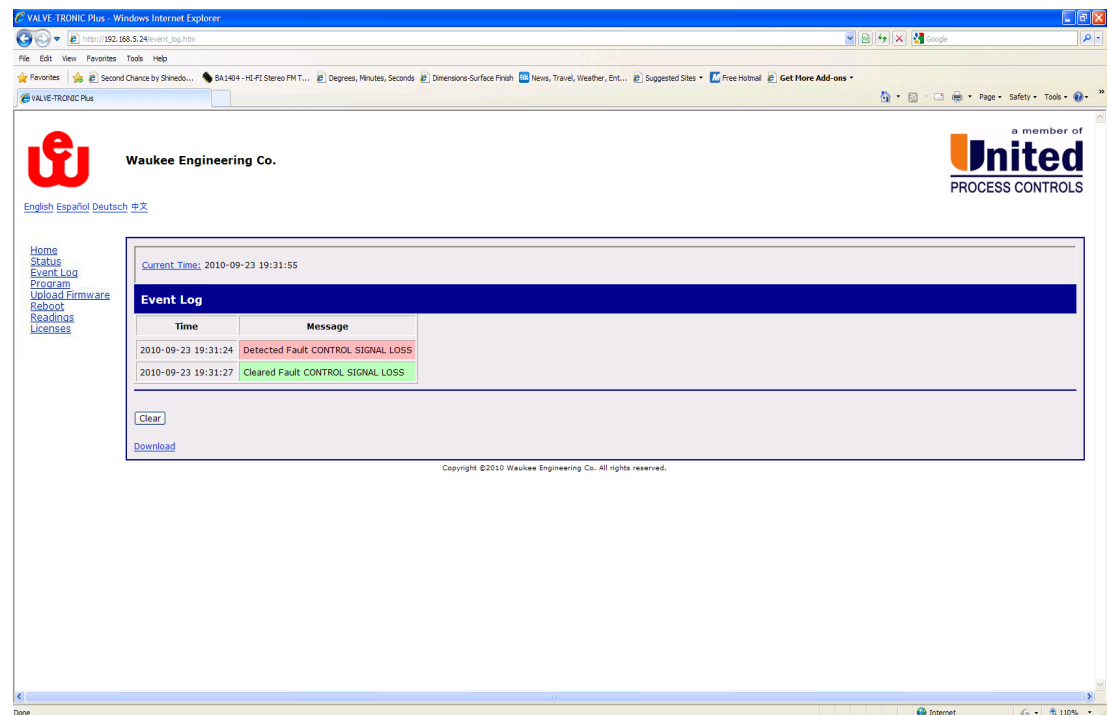 VALVE-TRONIC Plus - Windows Internet Explorer
http://192.168.5.24/event_log.htm
Google
File Edit View Favorites Tools Help
Favorites Second Chance by Shinedo... BA1404 - HI-FI Stereo FM T... Degrees, Minutes, Seconds Dimensions-Surface Finish News, Travel, Weather, Ent... Suggested Sites Free Hotmail Get More Add-ons
VALVE-TRONIC Plus
Page Safety Tools
a member of
United
PROCESS CONTROLS
Waukee Engineering Co.
English Español Deutsch 中文
Home
Status
Event Log
Program
Upload Firmware
Reboot
Readings
Licenses
Current Time: 2010-09-23 19:31:55
Event Log
Time Message
2010-09-23 19:31:24 Detected Fault CONTROL SIGNAL LOSS
2010-09-23 19:31:27 Cleared Fault CONTROL SIGNAL LOSS
Clear
Download
Copyright ©2010 Waukee Engineering Co. All rights reserved.
Done
Internet
110%